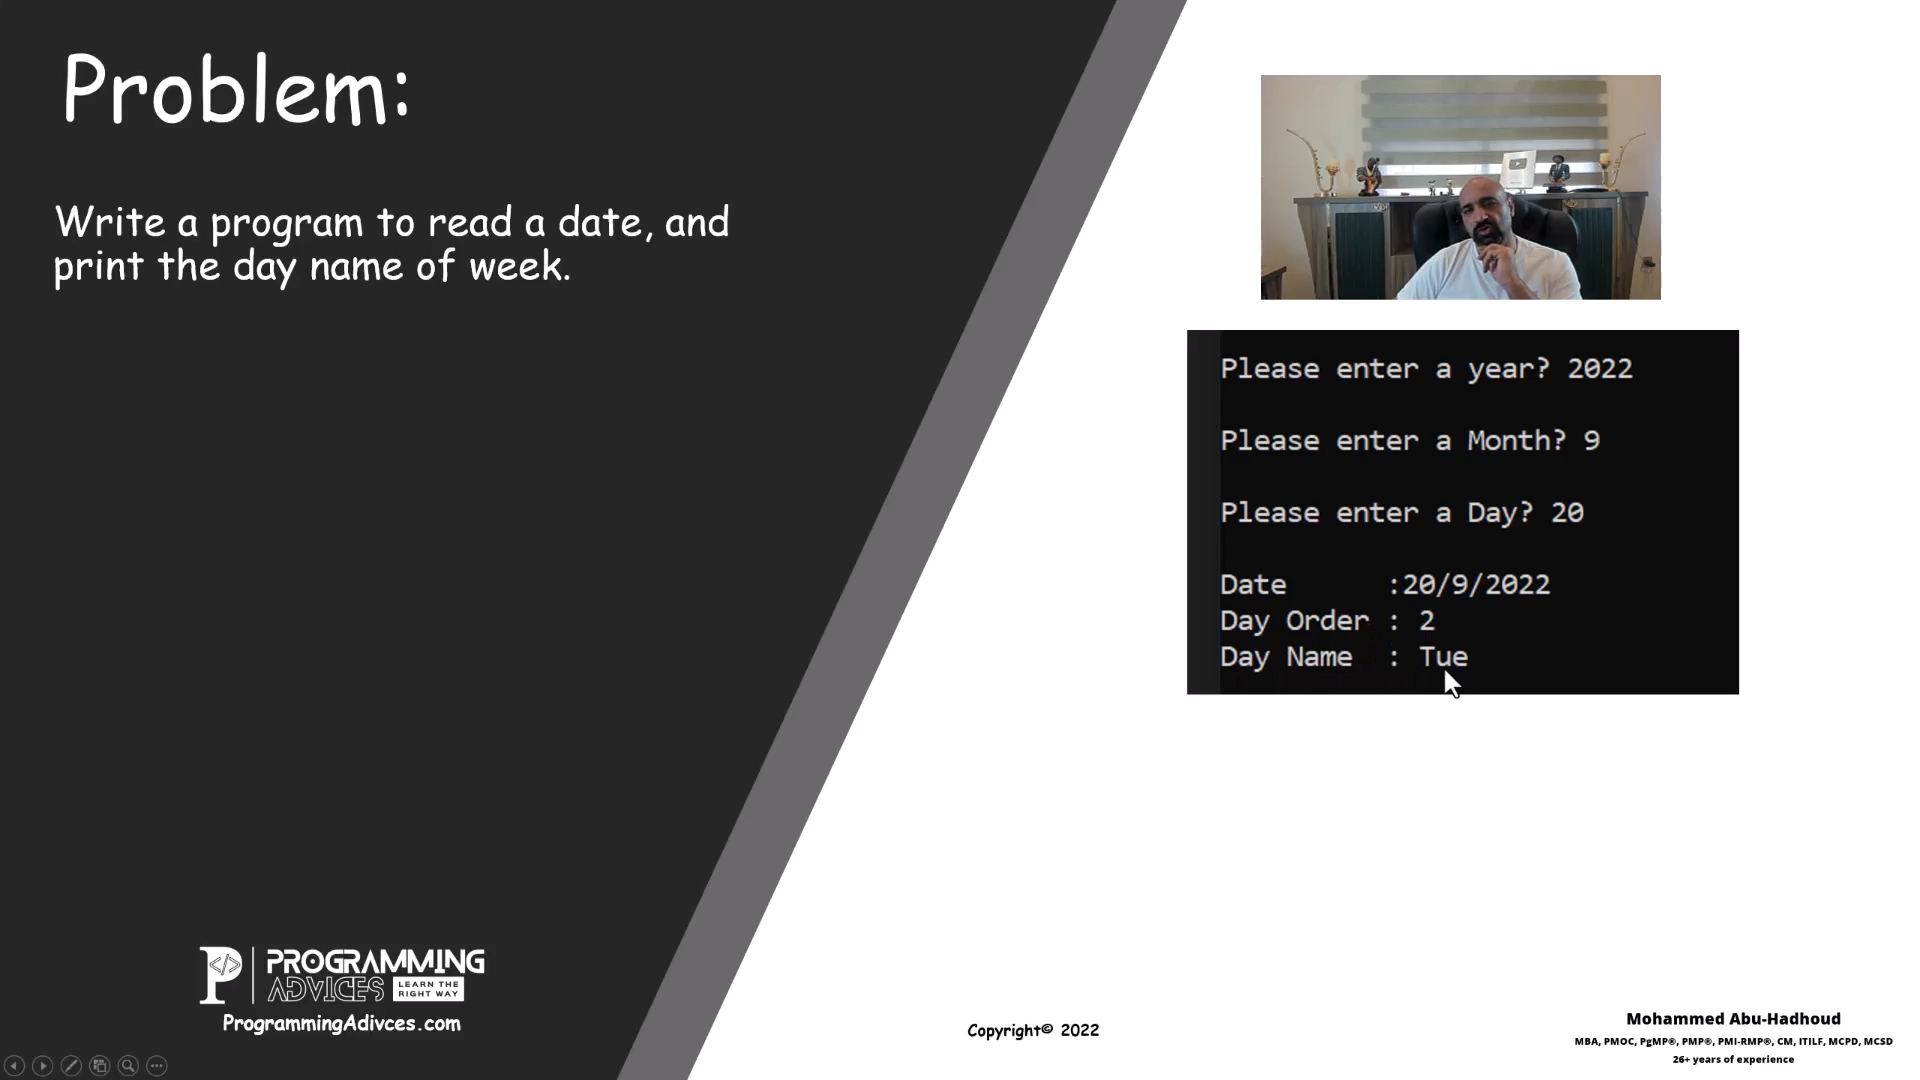 Problem:
Write a program to read a date, and
print the day name of week.
Please enter a year? 2022
Please enter a Month? 9
Please enter a Day? 20
Date      :20/9/2022
Day Order : 2
Day Name  : Tue
P </>
PROGRAMMING
ADVICES
LEARN THE
RIGHT WAY
ProgrammingAdivces.com
Copyright© 2022
Mohammed Abu-Hadhoud
MBA, PMOC, PgMP®, PMP®, PMI-RMP®, CM, ITILF, MCPD, MCSD
26+ years of experience